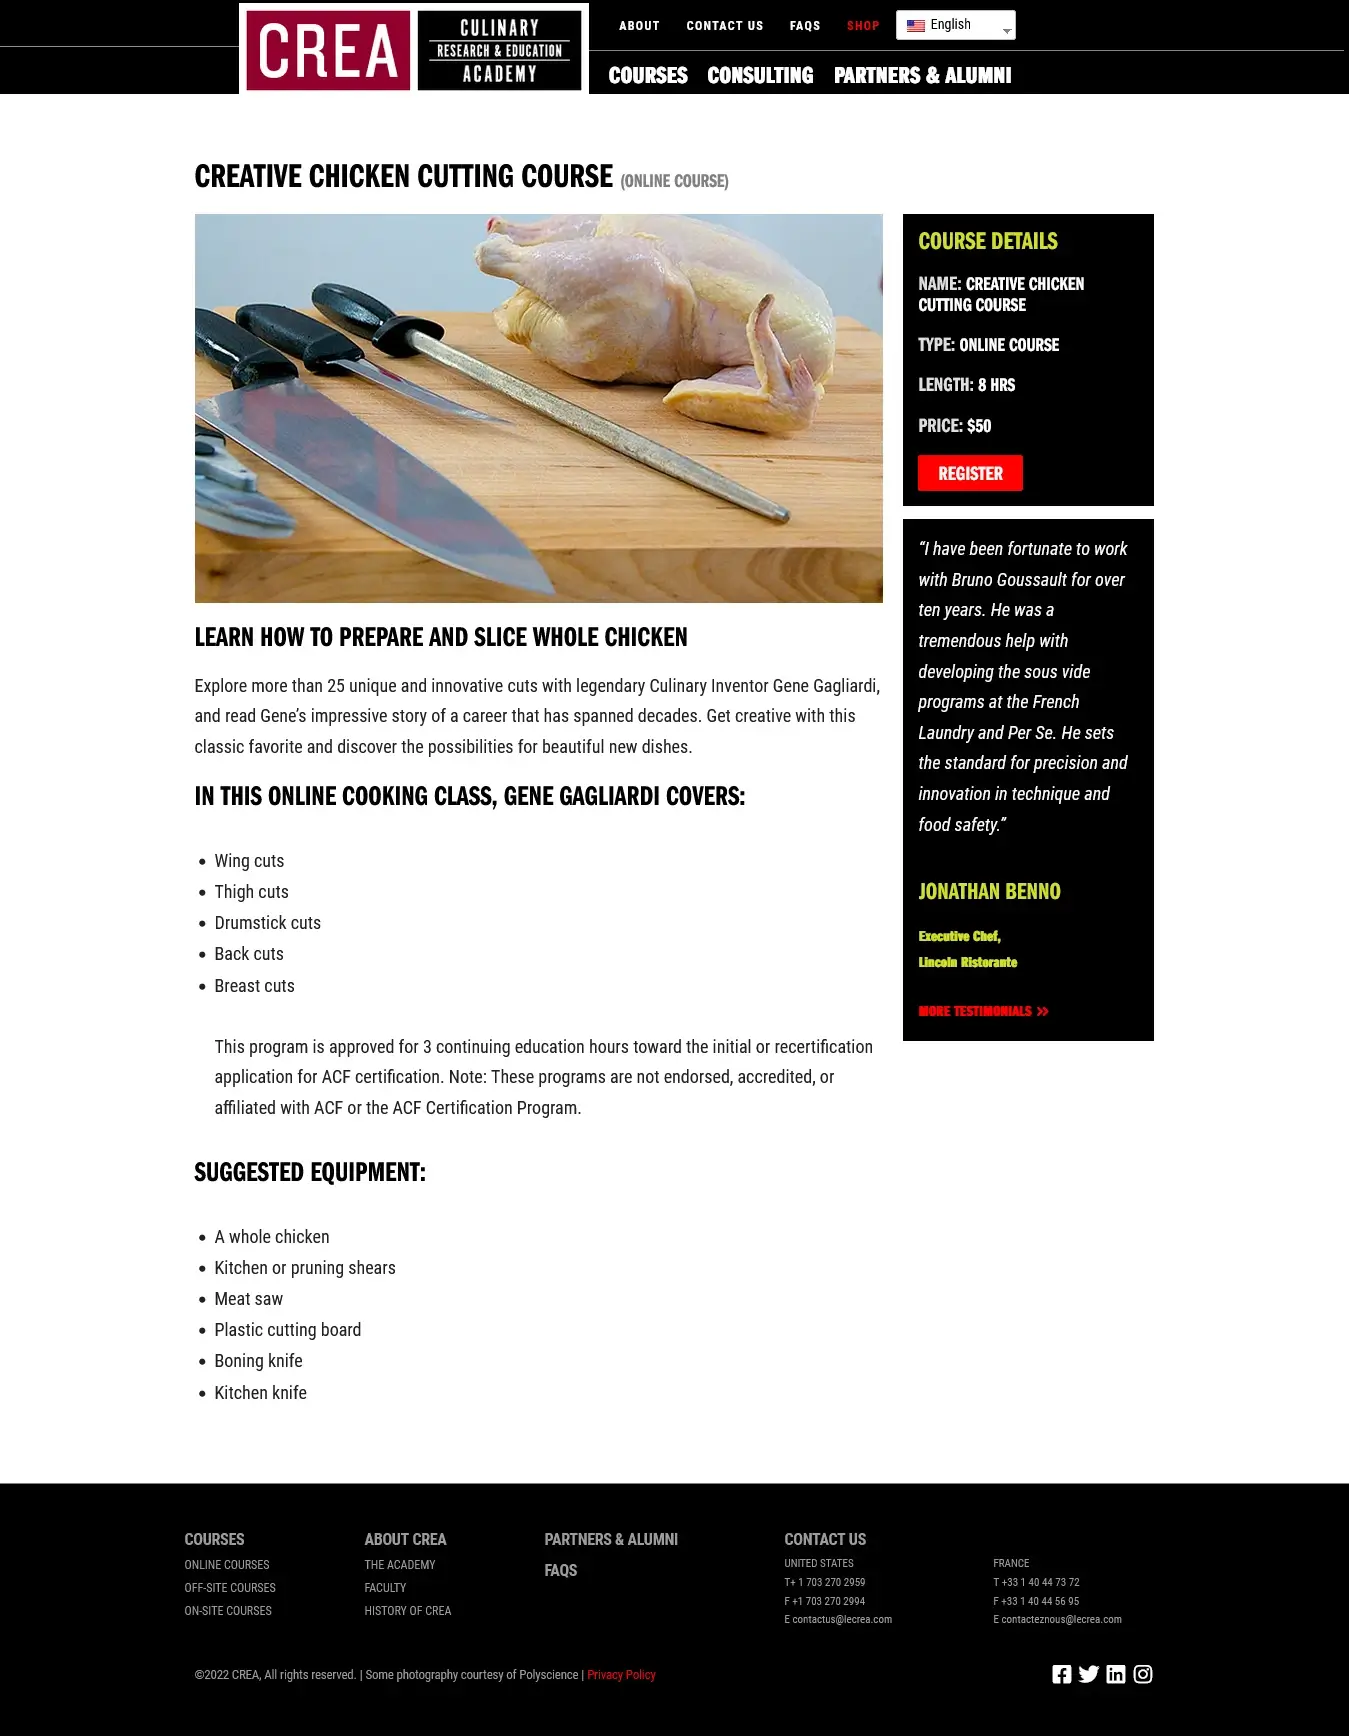 CREA
CULINARY
RESEARCH & EDUCATION
ACADEMY
ABOUT CONTACT US FAQS SHOP English
COURSES CONSULTING PARTNERS & ALUMNI
CREATIVE CHICKEN CUTTING COURSE (ONLINE COURSE)
COURSE DETAILS
NAME: CREATIVE CHICKEN
CUTTING COURSE
TYPE: ONLINE COURSE
LENGTH: 8 HRS
PRICE: $50
REGISTER
“I have been fortunate to work
with Bruno Goussault for over
ten years. He was a
tremendous help with
developing the sous vide
programs at the French
Laundry and Per Se. He sets
the standard for precision and
innovation in technique and
food safety.”
JONATHAN BENNO
Executive Chef,
Lincoln Ristorante
MORE TESTIMONIALS »
LEARN HOW TO PREPARE AND SLICE WHOLE CHICKEN
Explore more than 25 unique and innovative cuts with legendary Culinary Inventor Gene Gagliardi,
and read Gene’s impressive story of a career that has spanned decades. Get creative with this
classic favorite and discover the possibilities for beautiful new dishes.
IN THIS ONLINE COOKING CLASS, GENE GAGLIARDI COVERS:
• Wing cuts
• Thigh cuts
• Drumstick cuts
• Back cuts
• Breast cuts
This program is approved for 3 continuing education hours toward the initial or recertification
application for ACF certification. Note: These programs are not endorsed, accredited, or
affiliated with ACF or the ACF Certification Program.
SUGGESTED EQUIPMENT:
• A whole chicken
• Kitchen or pruning shears
• Meat saw
• Plastic cutting board
• Boning knife
• Kitchen knife
COURSES
ONLINE COURSES
OFF-SITE COURSES
ON-SITE COURSES
ABOUT CREA
THE ACADEMY
FACULTY
HISTORY OF CREA
PARTNERS & ALUMNI
FAQS
CONTACT US
UNITED STATES
T+ 1 703 270 2959
F +1 703 270 2994
E contactus@lecrea.com
FRANCE
T +33 1 40 44 73 72
F +33 1 40 44 56 95
E contacteznous@lecrea.com
©2022 CREA, All rights reserved. | Some photography courtesy of Polyscience | Privacy Policy